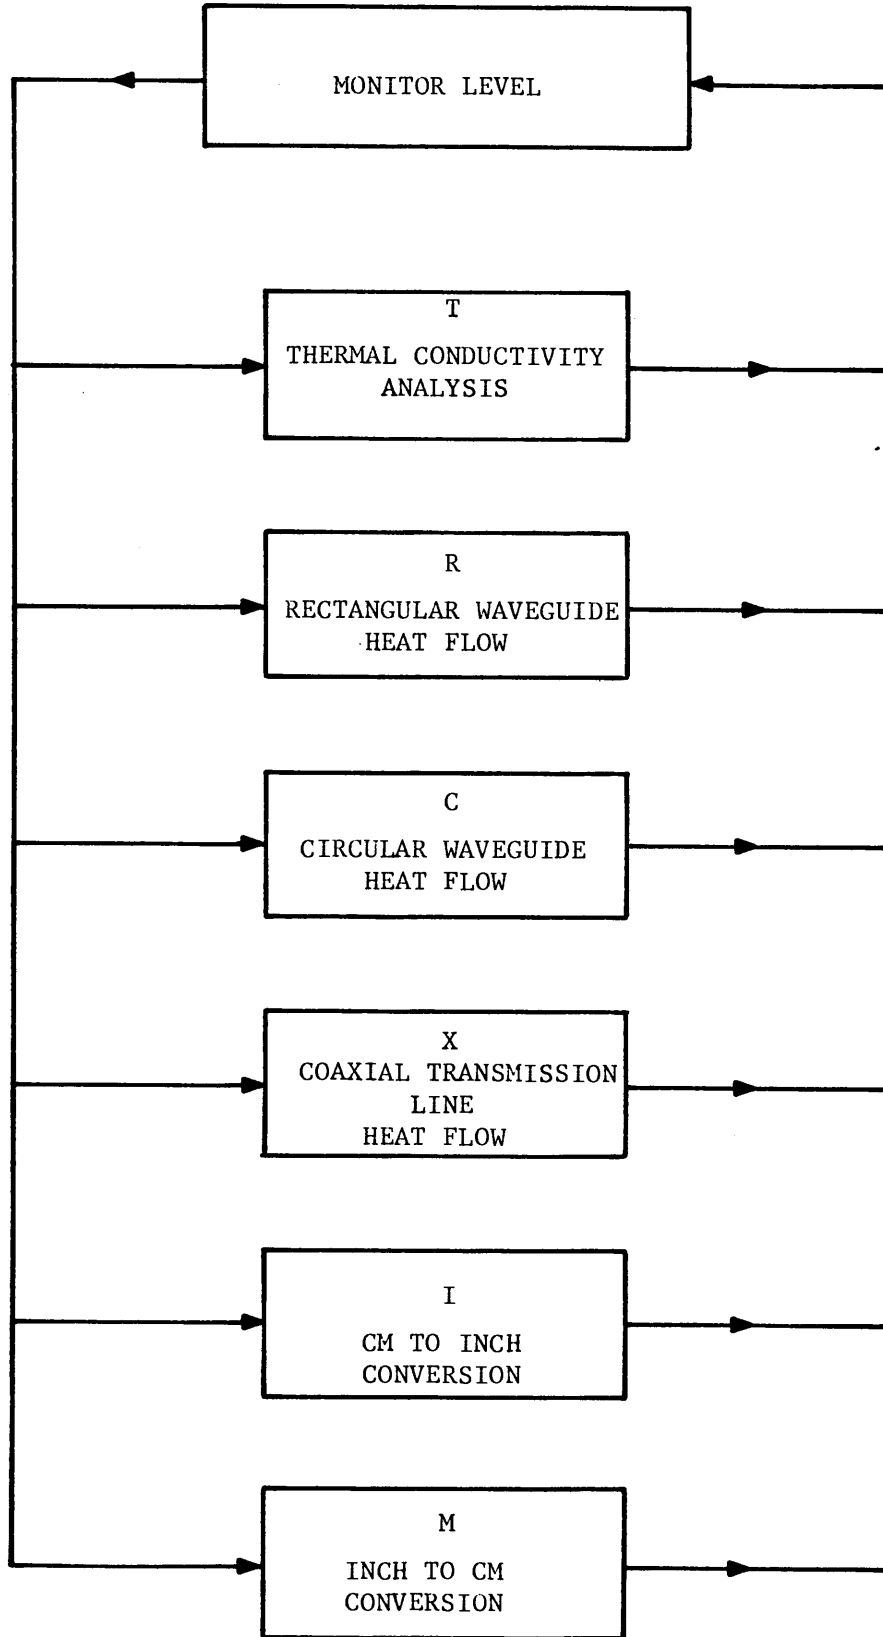 MONITOR LEVEL
T
THERMAL CONDUCTIVITY
ANALYSIS
R
RECTANGULAR WAVEGUIDE
HEAT FLOW
C
CIRCULAR WAVEGUIDE
HEAT FLOW
X
COAXIAL TRANSMISSION
LINE
HEAT FLOW
I
CM TO INCH
CONVERSION
M
INCH TO CM
CONVERSION